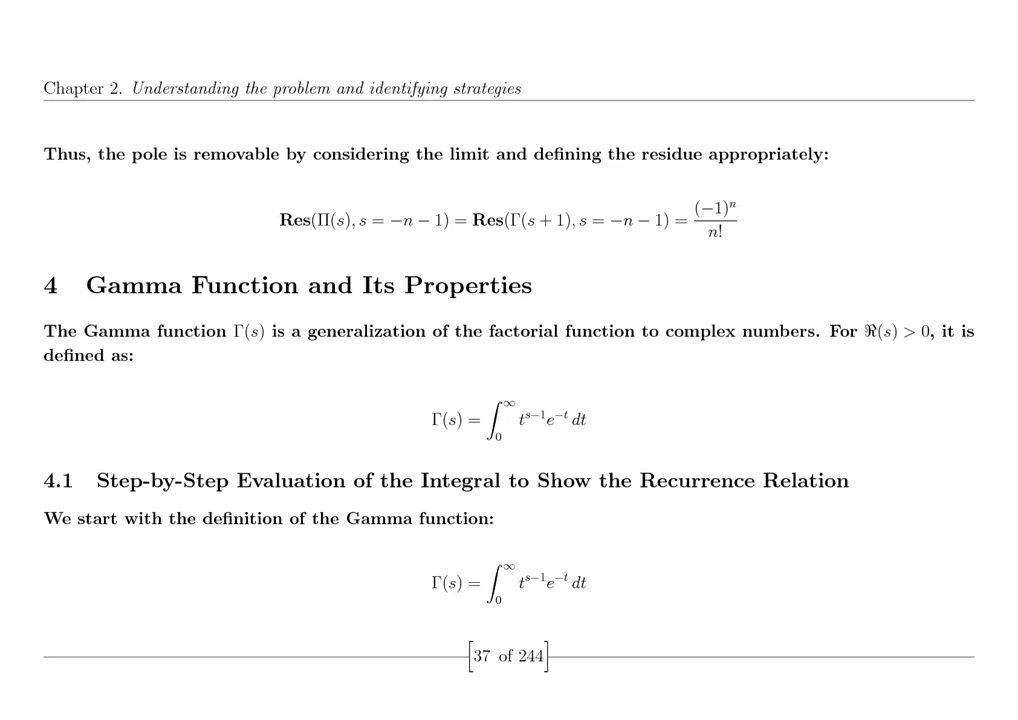 Chapter 2. Understanding the problem and identifying strategies
Thus, the pole is removable by considering the limit and defining the residue appropriately:
Res(Π(s), s = −n − 1) = Res(Γ(s + 1), s = −n − 1) = (−1)^n / n!
4 Gamma Function and Its Properties
The Gamma function Γ(s) is a generalization of the factorial function to complex numbers. For ℜ(s) > 0, it is
defined as:
Γ(s) = ∫_0^∞ t^{s−1} e^{−t} dt
4.1 Step-by-Step Evaluation of the Integral to Show the Recurrence Relation
We start with the definition of the Gamma function:
Γ(s) = ∫_0^∞ t^{s−1} e^{−t} dt
[37 of 244]